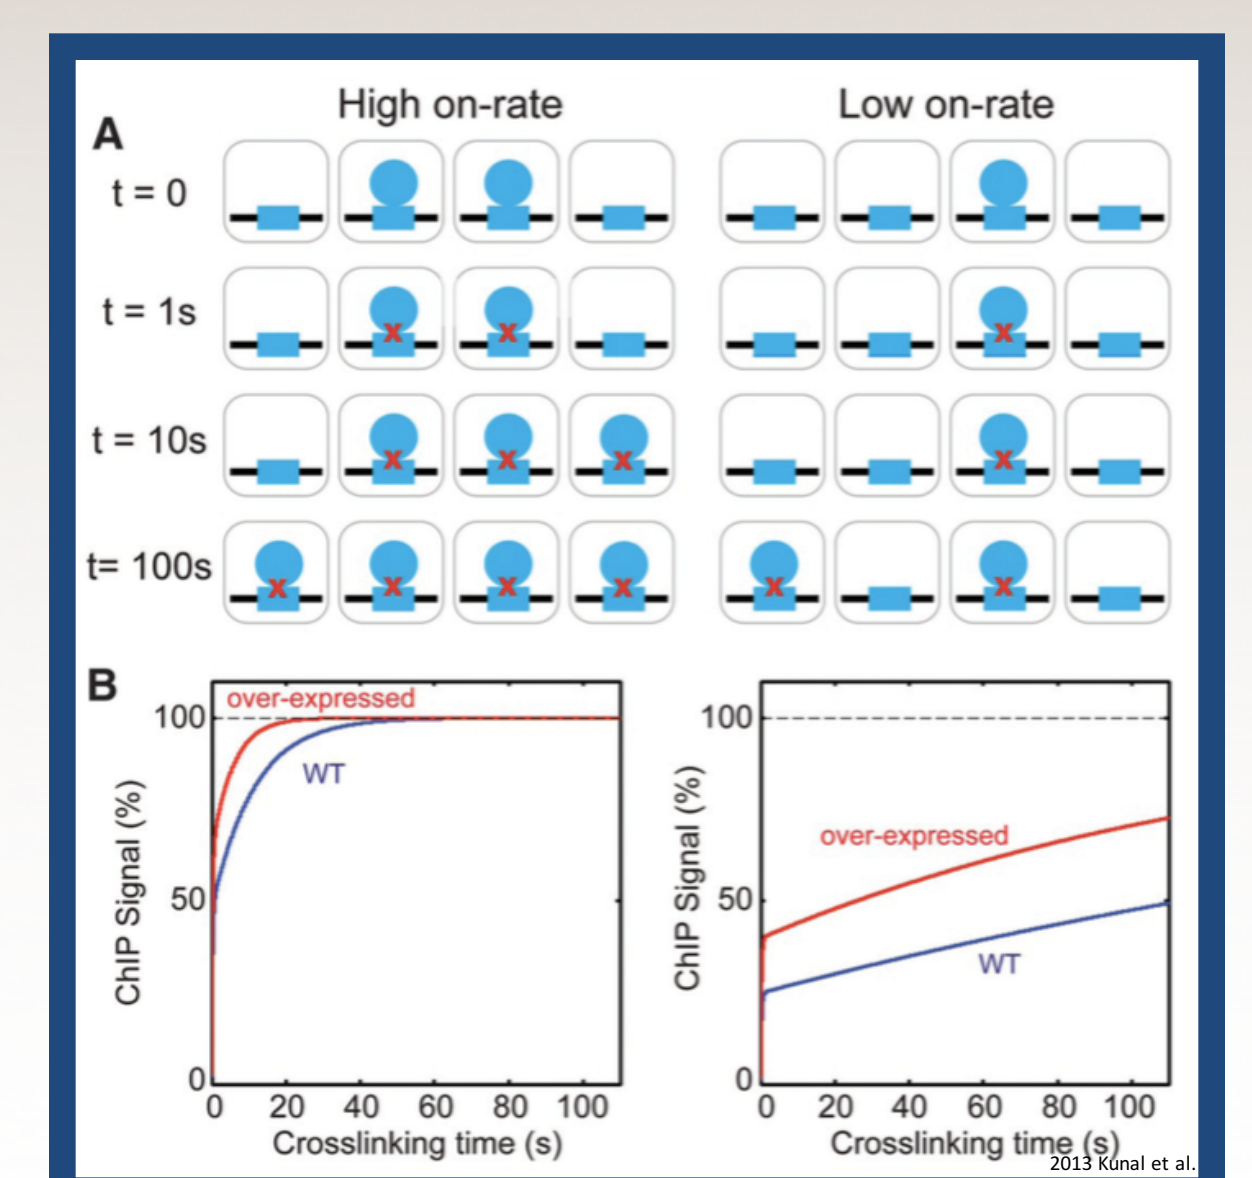 High on-rate
Low on-rate
A
t = 0
t = 1s
x x x
t = 10s
x x x x
t= 100s
x x x x x x
B
over-expressed
100
WT
50
0
ChIP Signal (%)
0 20 40 60 80 100
Crosslinking time (s)
100
over-expressed
50
WT
0
ChIP Signal (%)
0 20 40 60 80 100
Crosslinking time (s)
2013 Kunal et al.